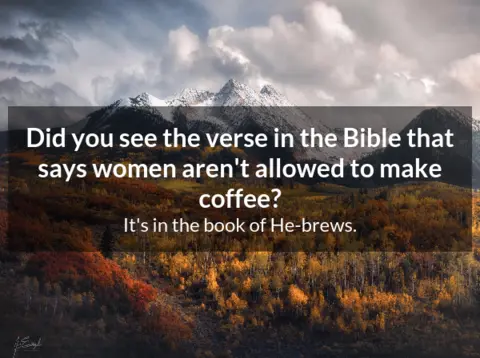 Did you see the verse in the Bible that
says women aren't allowed to make
coffee?
It's in the book of He-brews.